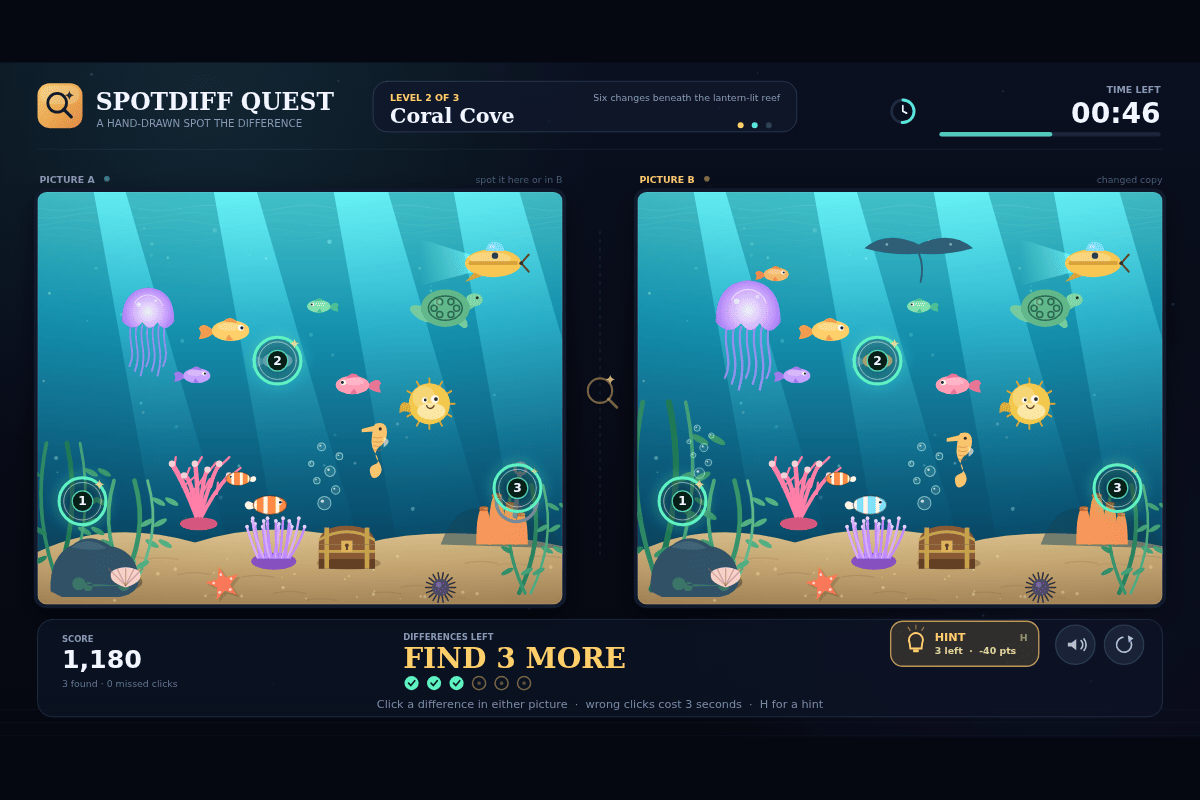 SPOTDIFF QUEST
A HAND-DRAWN SPOT THE DIFFERENCE
LEVEL 2 OF 3
Coral Cove
Six changes beneath the lantern-lit reef
TIME LEFT
00:46
PICTURE A
spot it here or in B
PICTURE B
changed copy
2
1
3
2
1
3
SCORE
1,180
3 found · 0 missed clicks
DIFFERENCES LEFT
FIND 3 MORE
HINT
H
3 left · -40 pts
Click a difference in either picture · wrong clicks cost 3 seconds · H for a hint